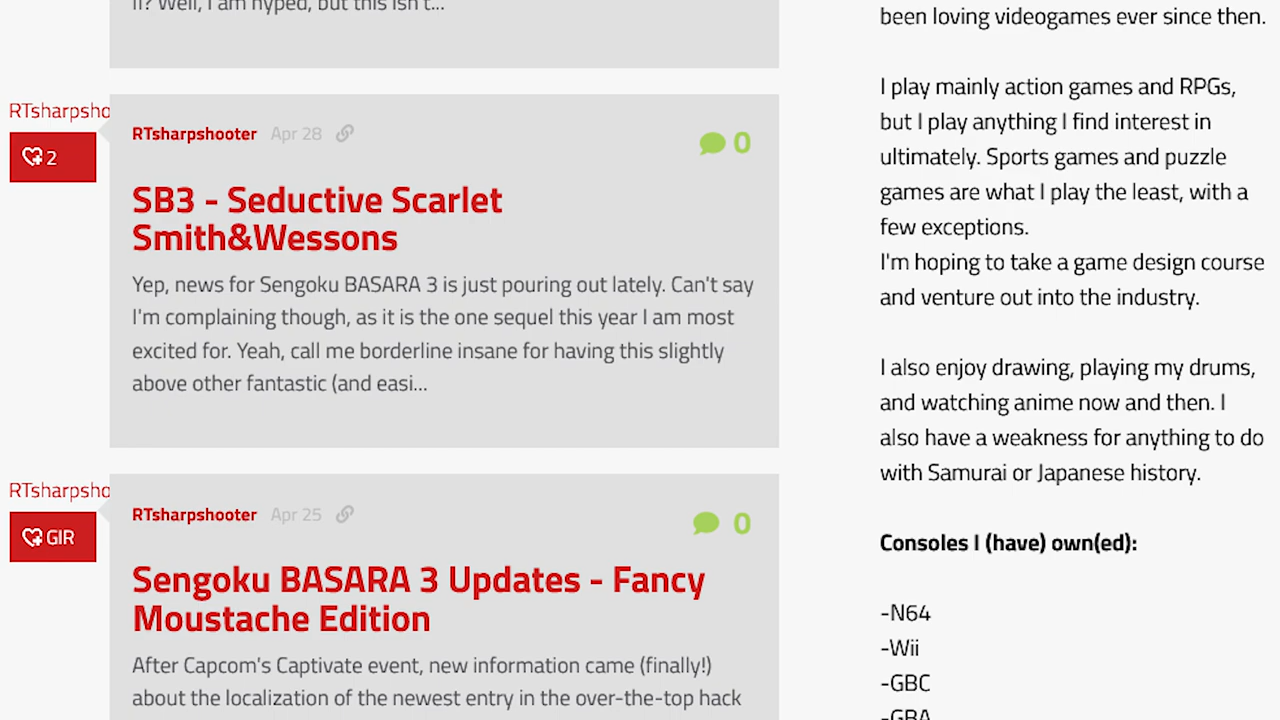 II? Well, I am hyped, but this isn't...
RTsharpsho
2
RTsharpshooter Apr 28
0
SB3 - Seductive Scarlet
Smith&Wessons
Yep, news for Sengoku BASARA 3 is just pouring out lately. Can't say
I'm complaining though, as it is the one sequel this year I am most
excited for. Yeah, call me borderline insane for having this slightly
above other fantastic (and easi...
RTsharpsho
GIR
RTsharpshooter Apr 25
0
Sengoku BASARA 3 Updates - Fancy
Moustache Edition
After Capcom's Captivate event, new information came (finally!)
about the localization of the newest entry in the over-the-top hack
been loving videogames ever since then.
I play mainly action games and RPGs,
but I play anything I find interest in
ultimately. Sports games and puzzle
games are what I play the least, with a
few exceptions.
I'm hoping to take a game design course
and venture out into the industry.
I also enjoy drawing, playing my drums,
and watching anime now and then. I
also have a weakness for anything to do
with Samurai or Japanese history.
Consoles I (have) own(ed):
-N64
-Wii
-GBC
-GBA